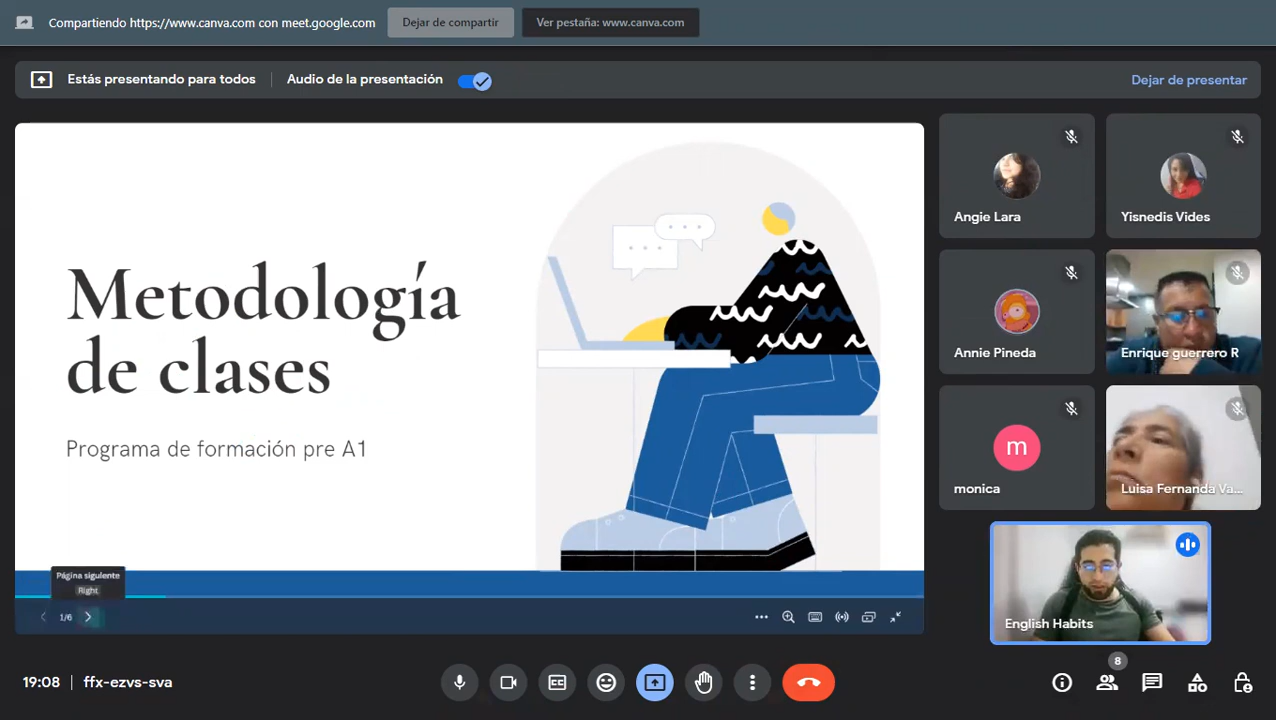 Compartiendo https://www.canva.com con meet.google.com
Dejar de compartir
Ver pestaña: www.canva.com
Estás presentando para todos
Audio de la presentación
Dejar de presentar
Metodología
de clases
Programa de formación pre A1
Página siguiente
Right
1/6
Angie Lara
Yisnedis Vides
Annie Pineda
Enrique guerrero R
m
monica
Luisa Fernanda Va...
English Habits
19:08
ffx-ezvs-sva
8